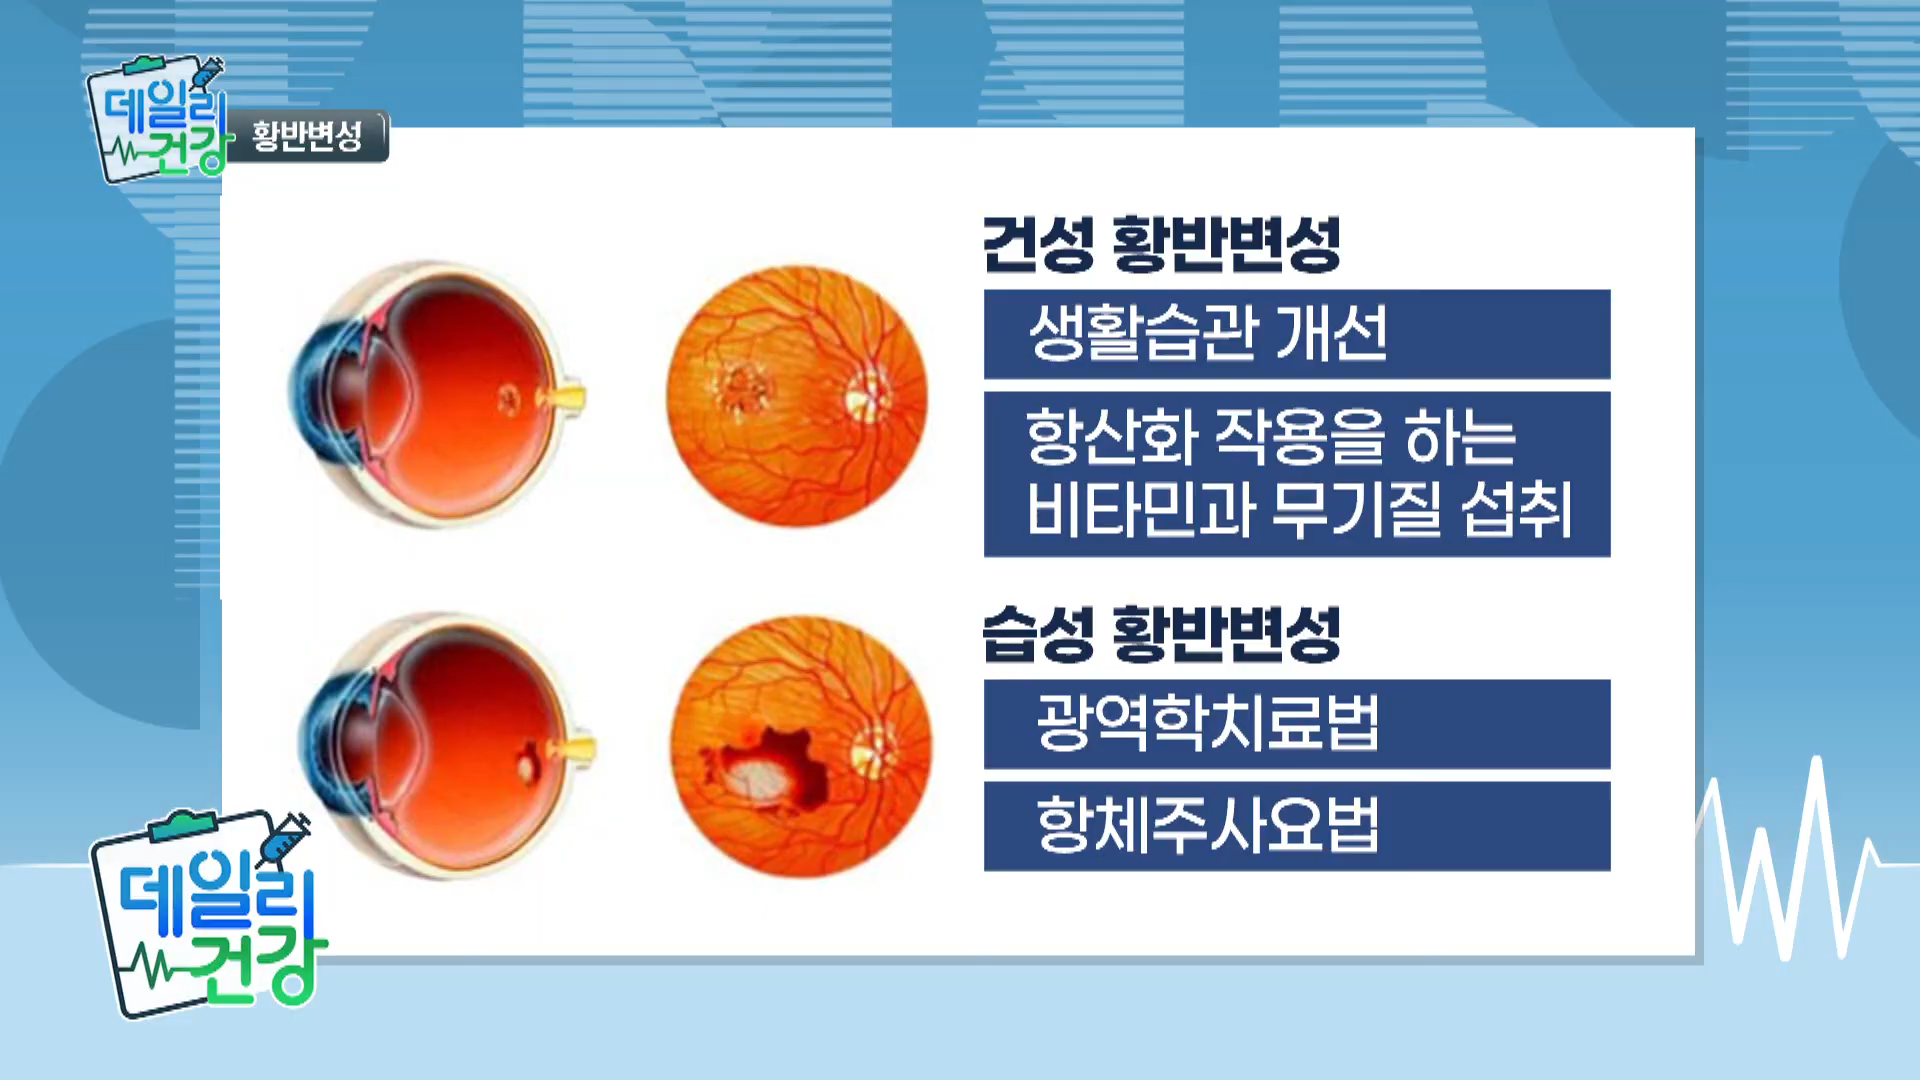 데일리
건강
황반변성
건성 황반변성
생활습관 개선
항산화 작용을 하는
비타민과 무기질 섭취
습성 황반변성
광역학치료법
항체주사요법
데일리
건강